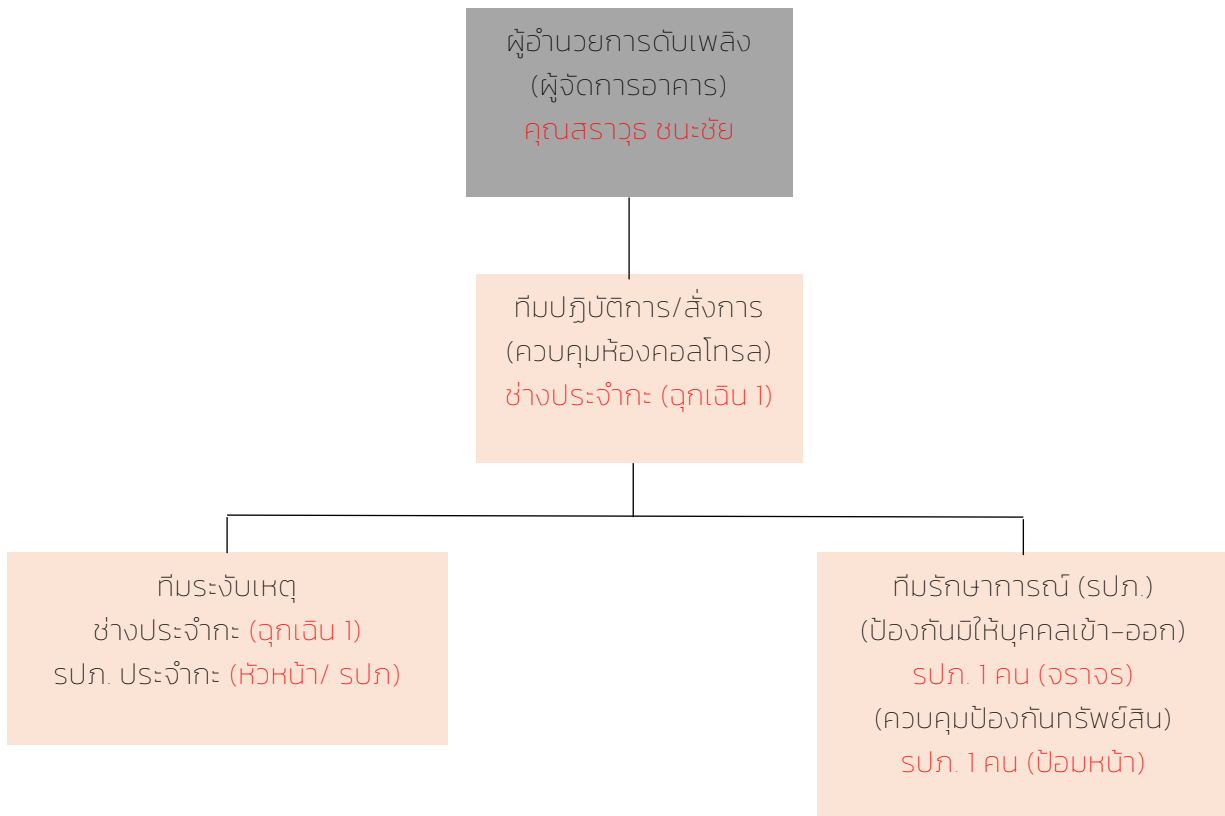 ผู้อำนวยการดับเพลิง
(ผู้จัดการอาคาร)
คุณสราวุธ ชนะชัย
ทีมปฏิบัติการ/สั่งการ
(ควบคุมห้องคอลโทรล)
ช่างประจำกะ (ฉุกเฉิน 1)
ทีมระงับเหตุ
ช่างประจำกะ (ฉุกเฉิน 1)
รปภ. ประจำกะ (หัวหน้า/ รปภ)
ทีมรักษาการณ์ (รปภ.)
(ป้องกันมิให้บุคคลเข้า-ออก)
รปภ. 1 คน (จราจร)
(ควบคุมป้องกันทรัพย์สิน)
รปภ. 1 คน (ป้อมหน้า)